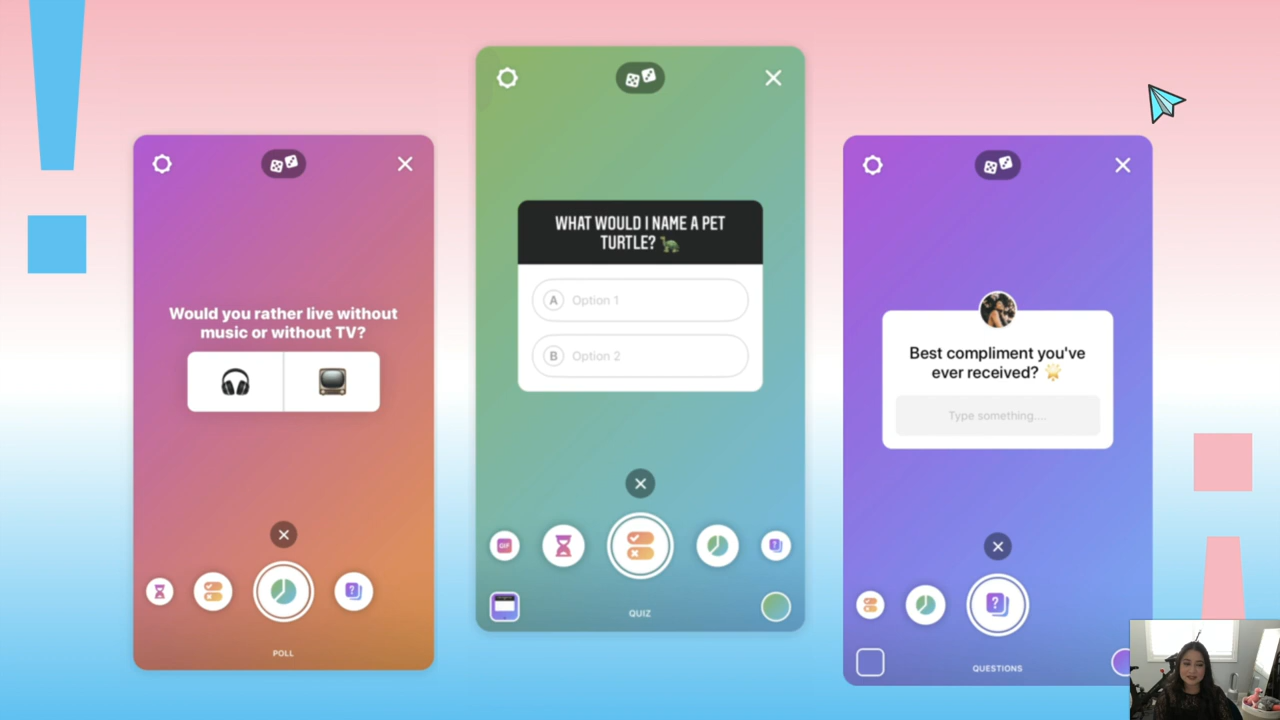 Would you rather live without
music or without TV?
POLL
WHAT WOULD I NAME A PET
TURTLE? 🐢
A Option 1
B Option 2
GIF
?
QUIZ
Best compliment you've
ever received? 🌟
Type something....
?
QUESTIONS